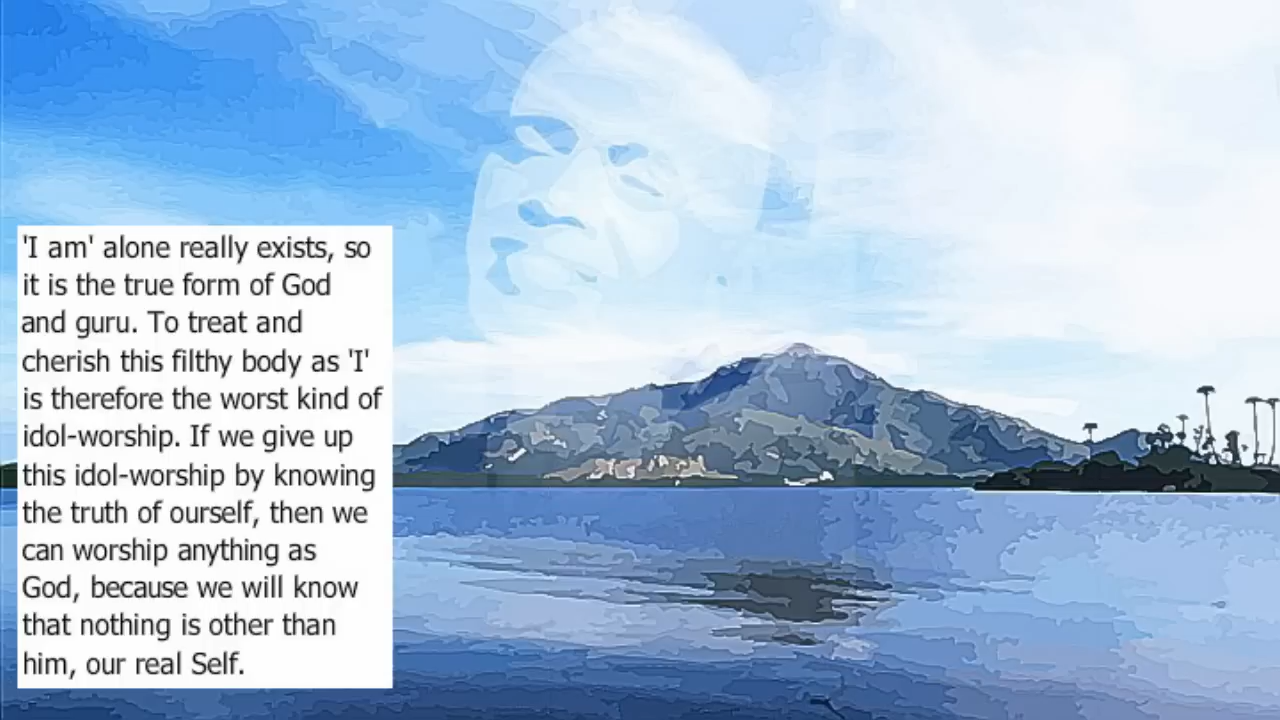 'I am' alone really exists, so
it is the true form of God
and guru. To treat and
cherish this filthy body as 'I'
is therefore the worst kind of
idol-worship. If we give up
this idol-worship by knowing
the truth of ourself, then we
can worship anything as
God, because we will know
that nothing is other than
him, our real Self.